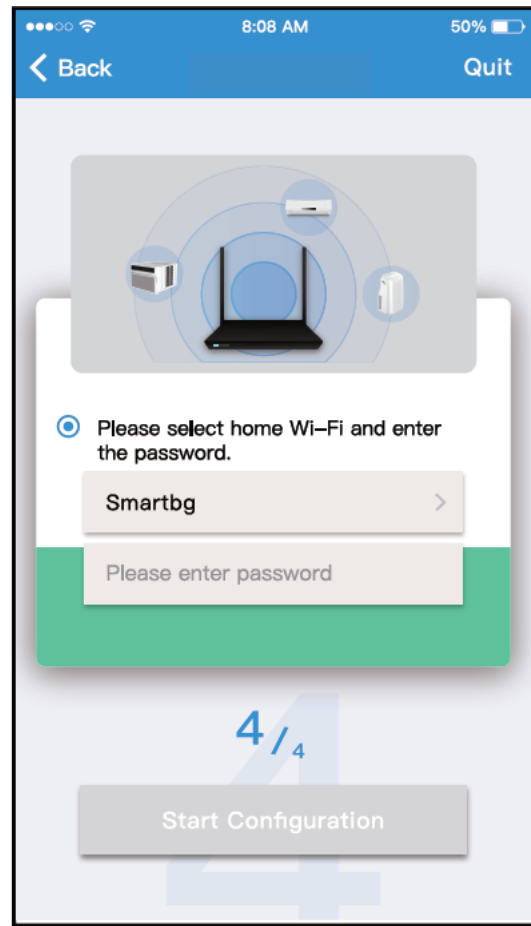 8:08 AM
50%
Back
Quit
Please select home Wi-Fi and enter
the password.
Smartbg
Please enter password
4/4
Start Configuration
4